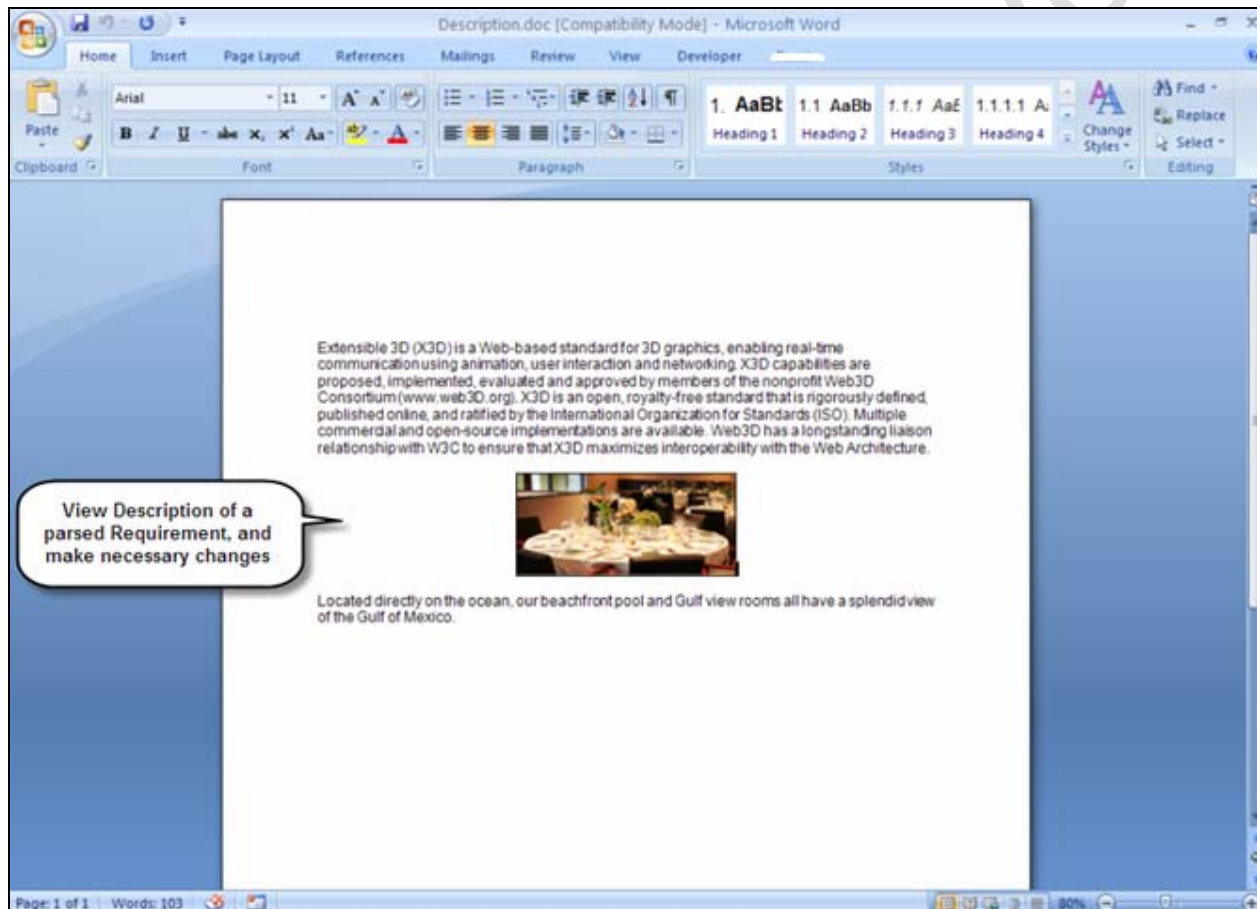 Description.doc [Compatibility Mode] - Microsoft Word
Home Insert Page Layout References Mailings Review View Developer
Paste
Arial 11
B I U abe x, x² Aa A
1. AaBb 1.1 AaBb 1.1.1 AaB 1.1.1.1 Aa
Heading 1 Heading 2 Heading 3 Heading 4
Change Styles
Find
Replace
Select
Clipboard Font Paragraph Styles Editing
Extensible 3D (X3D) is a Web-based standard for 3D graphics, enabling real-time
communication using animation, user interaction and networking. X3D capabilities are
proposed, implemented, evaluated and approved by members of the nonprofit Web3D
Consortium (www.web3D.org). X3D is an open, royalty-free standard that is rigorously defined,
published online, and ratified by the International Organization for Standards (ISO). Multiple
commercial and open-source implementations are available. Web3D has a longstanding liaison
relationship with W3C to ensure that X3D maximizes interoperability with the Web Architecture.
View Description of a
parsed Requirement, and
make necessary changes
Located directly on the ocean, our beachfront pool and Gulf view rooms all have a splendid view
of the Gulf of Mexico.
Page: 1 of 1 Words: 103 80%